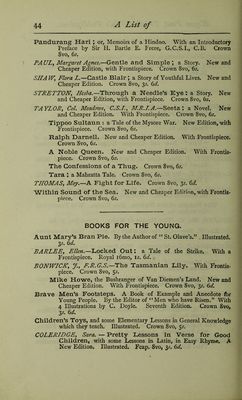 44 A List of
Pandurang Hari; or, Memoirs of a Hindoo. With an Introductory
Preface by Sir H. Bartle E. Frere, G.C.S.I., C.B. Crown
8vo, 6s.
PAUL, Margaret Agnes.—Gentle and Simple; a Story. New and
Cheaper Edition, with Frontispiece. Crown 8vo, 6s.
SHAW, Flora L.—Castle Blair; a Story of Youthful Lives. New and
Cheaper Edition. Crown 8vo, 3s. 6d.
STRETTON, Hesba.—Through a Needle's Eye: a Story. New
and Cheaper Edition, with Frontispiece. Crown 8vo, 6s.
TAYLOR, Col. Meadows, C.S.I., M.R.I.A.—Seeta: a Novel. New
and Cheaper Edition. With Frontispiece. Crown 8vo, 6s.
Tippoo Sultaun: a Tale of the Mysore War. New Edition, with
Frontispiece. Crown 8vo, 6s.
Ralph Darnell. New and Cheaper Edition. With Frontispiece.
Crown 8vo, 6s.
A Noble Queen. New and Cheaper Edition. With Frontis-
piece. Crown 8vo, 6s.
The Confessions of a Thug. Crown 8vo, 6s.
Tara: a Mahratta Tale. Crown 8vo, 6s.
THOMAS, Moy.—A Fight for Life. Crown 8vo, 3s. 6d.
Within Sound of the Sea. New and Cheaper Edition, with Frontis-
piece. Crown 8vo, 6s.
BOOKS FOR THE YOUNG.
Aunt Mary's Bran Pie. By the Author of "St. Olave's." Illustrated.
3s. 6d.
BARLEE, Ellen.—Locked Out: a Tale of the Strike. With a
Frontispiece. Royal 16mo, 1s. 6d.
BONWICK, J., F.R.G.S.—The Tasmanian Lily. With Frontis-
piece. Crown 8vo, 5s.
Mike Howe, the Bushranger of Van Diemen's Land. New and
Cheaper Edition. With Frontispiece. Crown 8vo, 3s. 6d.
Brave Men's Footsteps. A Book of Example and Anecdote for
Young People. By the Editor of "Men who have Risen." With
4 Illustrations by C. Doyle. Seventh Edition. Crown 8vo,
3s. 6d.
Children's Toys, and some Elementary Lessons in General Knowledge
which they teach. Illustrated. Crown 8vo, 5s.
COLERIDGE, Sara.—Pretty Lessons in Verse for Good
Children, with some Lessons in Latin, in Easy Rhyme. A
New Edition. Illustrated. Fcap. 8vo, 3s. 6d.